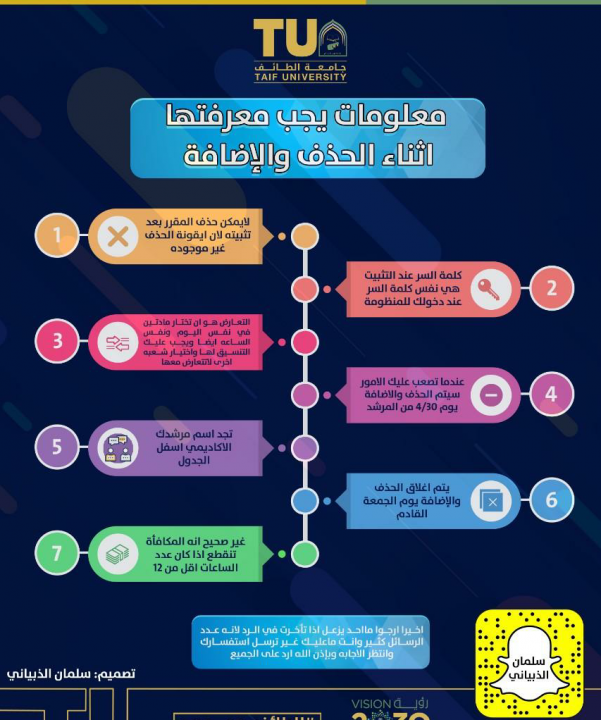 TU
جامعة الطائف
TAIF UNIVERSITY
معلومات يجب معرفتها
اثناء الحذف والإضافة
1
لايمكن حذف المقرر بعد
تثبيته لان ايقونة الحذف
غير موجوده
2
كلمة السر عند التثبيت
هي نفس كلمة السر
عند دخولك للمنظومة
3
التعارض هو ان تختار مادتين
في نفس اليوم ونفس
الساعه ايضا ويجب عليك
التنسيق لها واختيار شعبه
اخرى لاتتعارض معها
4
عندما تصعب عليك الامور
سيتم الحذف والاضافة
يوم 4/30 من المرشد
5
تجد اسم مرشدك
الاكاديمي اسفل
الجدول
6
يتم اغلاق الحذف
والإضافة يوم الجمعة
القادم
7
غير صحيح انه المكافأة
تنقطع اذا كان عدد
الساعات اقل من 12
اخيرا ارجوا مااحد يزعل اذا تأخرت في الرد لانه عدد
الرسائل كثير وانت ماعليك غير ترسل استفسارك
وانتظر الاجابه وبإذن الله ارد على الجميع
سلمان
الذبياني
تصميم: سلمان الذبياني
VISION رؤيـة
2030